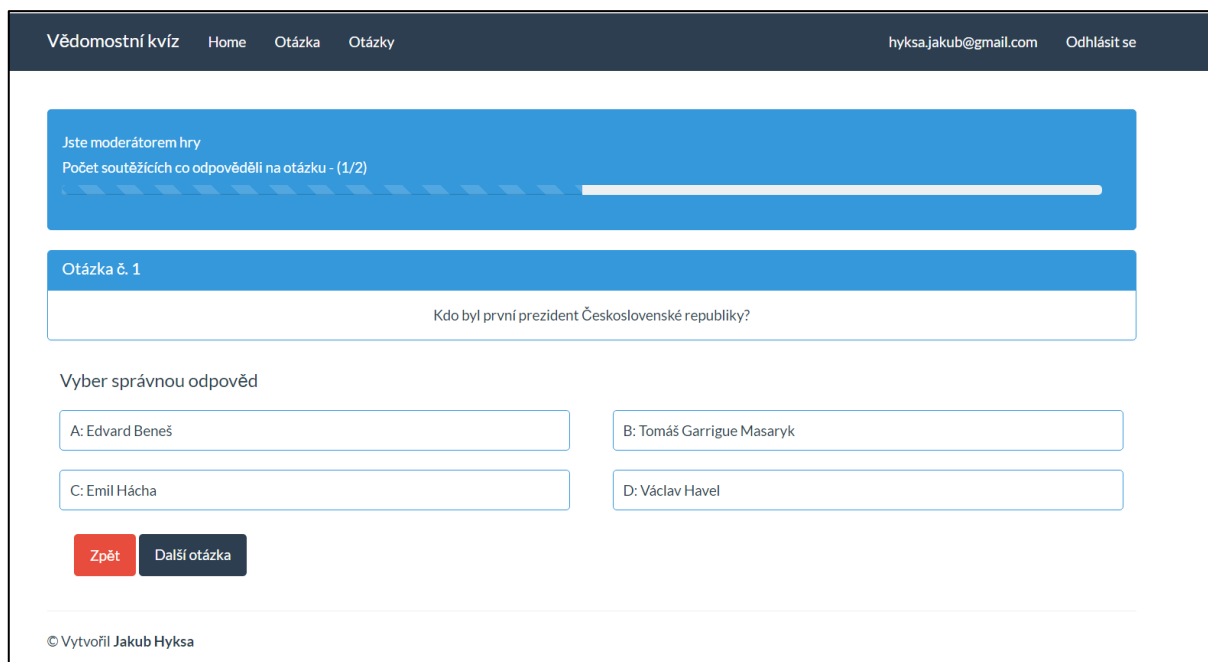 Vědomostní kvíz Home Otázka Otázky hyksa.jakub@gmail.com Odhlásit se
Jste moderátorem hry
Počet soutěžících co odpověděli na otázku - (1/2)
Otázka č. 1
Kdo byl první prezident Československé republiky?
Vyber správnou odpověd
A: Edvard Beneš
B: Tomáš Garrigue Masaryk
C: Emil Hácha
D: Václav Havel
Zpět Další otázka
© Vytvořil Jakub Hyksa